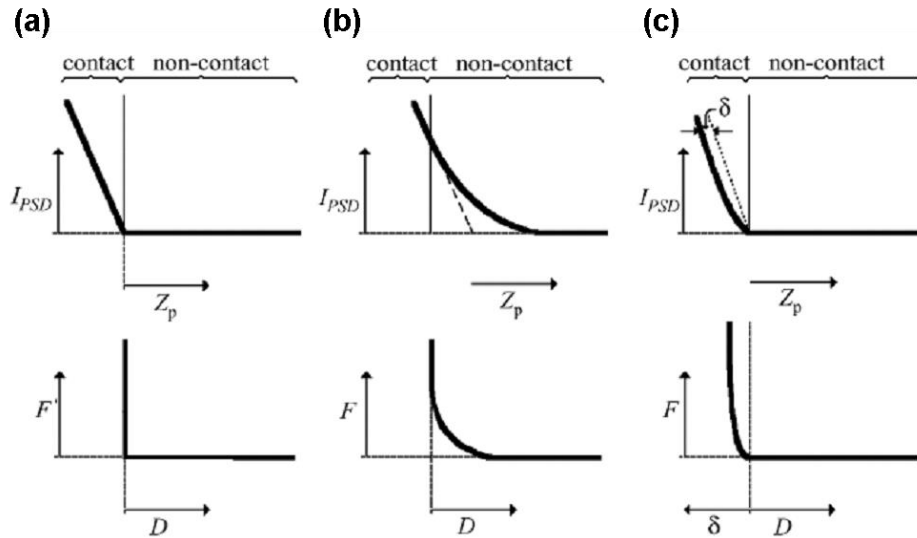 (a) (b) (c)
contact non-contact contact non-contact contact non-contact
δ
I_PSD I_PSD I_PSD
Z_p Z_p Z_p
F' F F
D D δ D